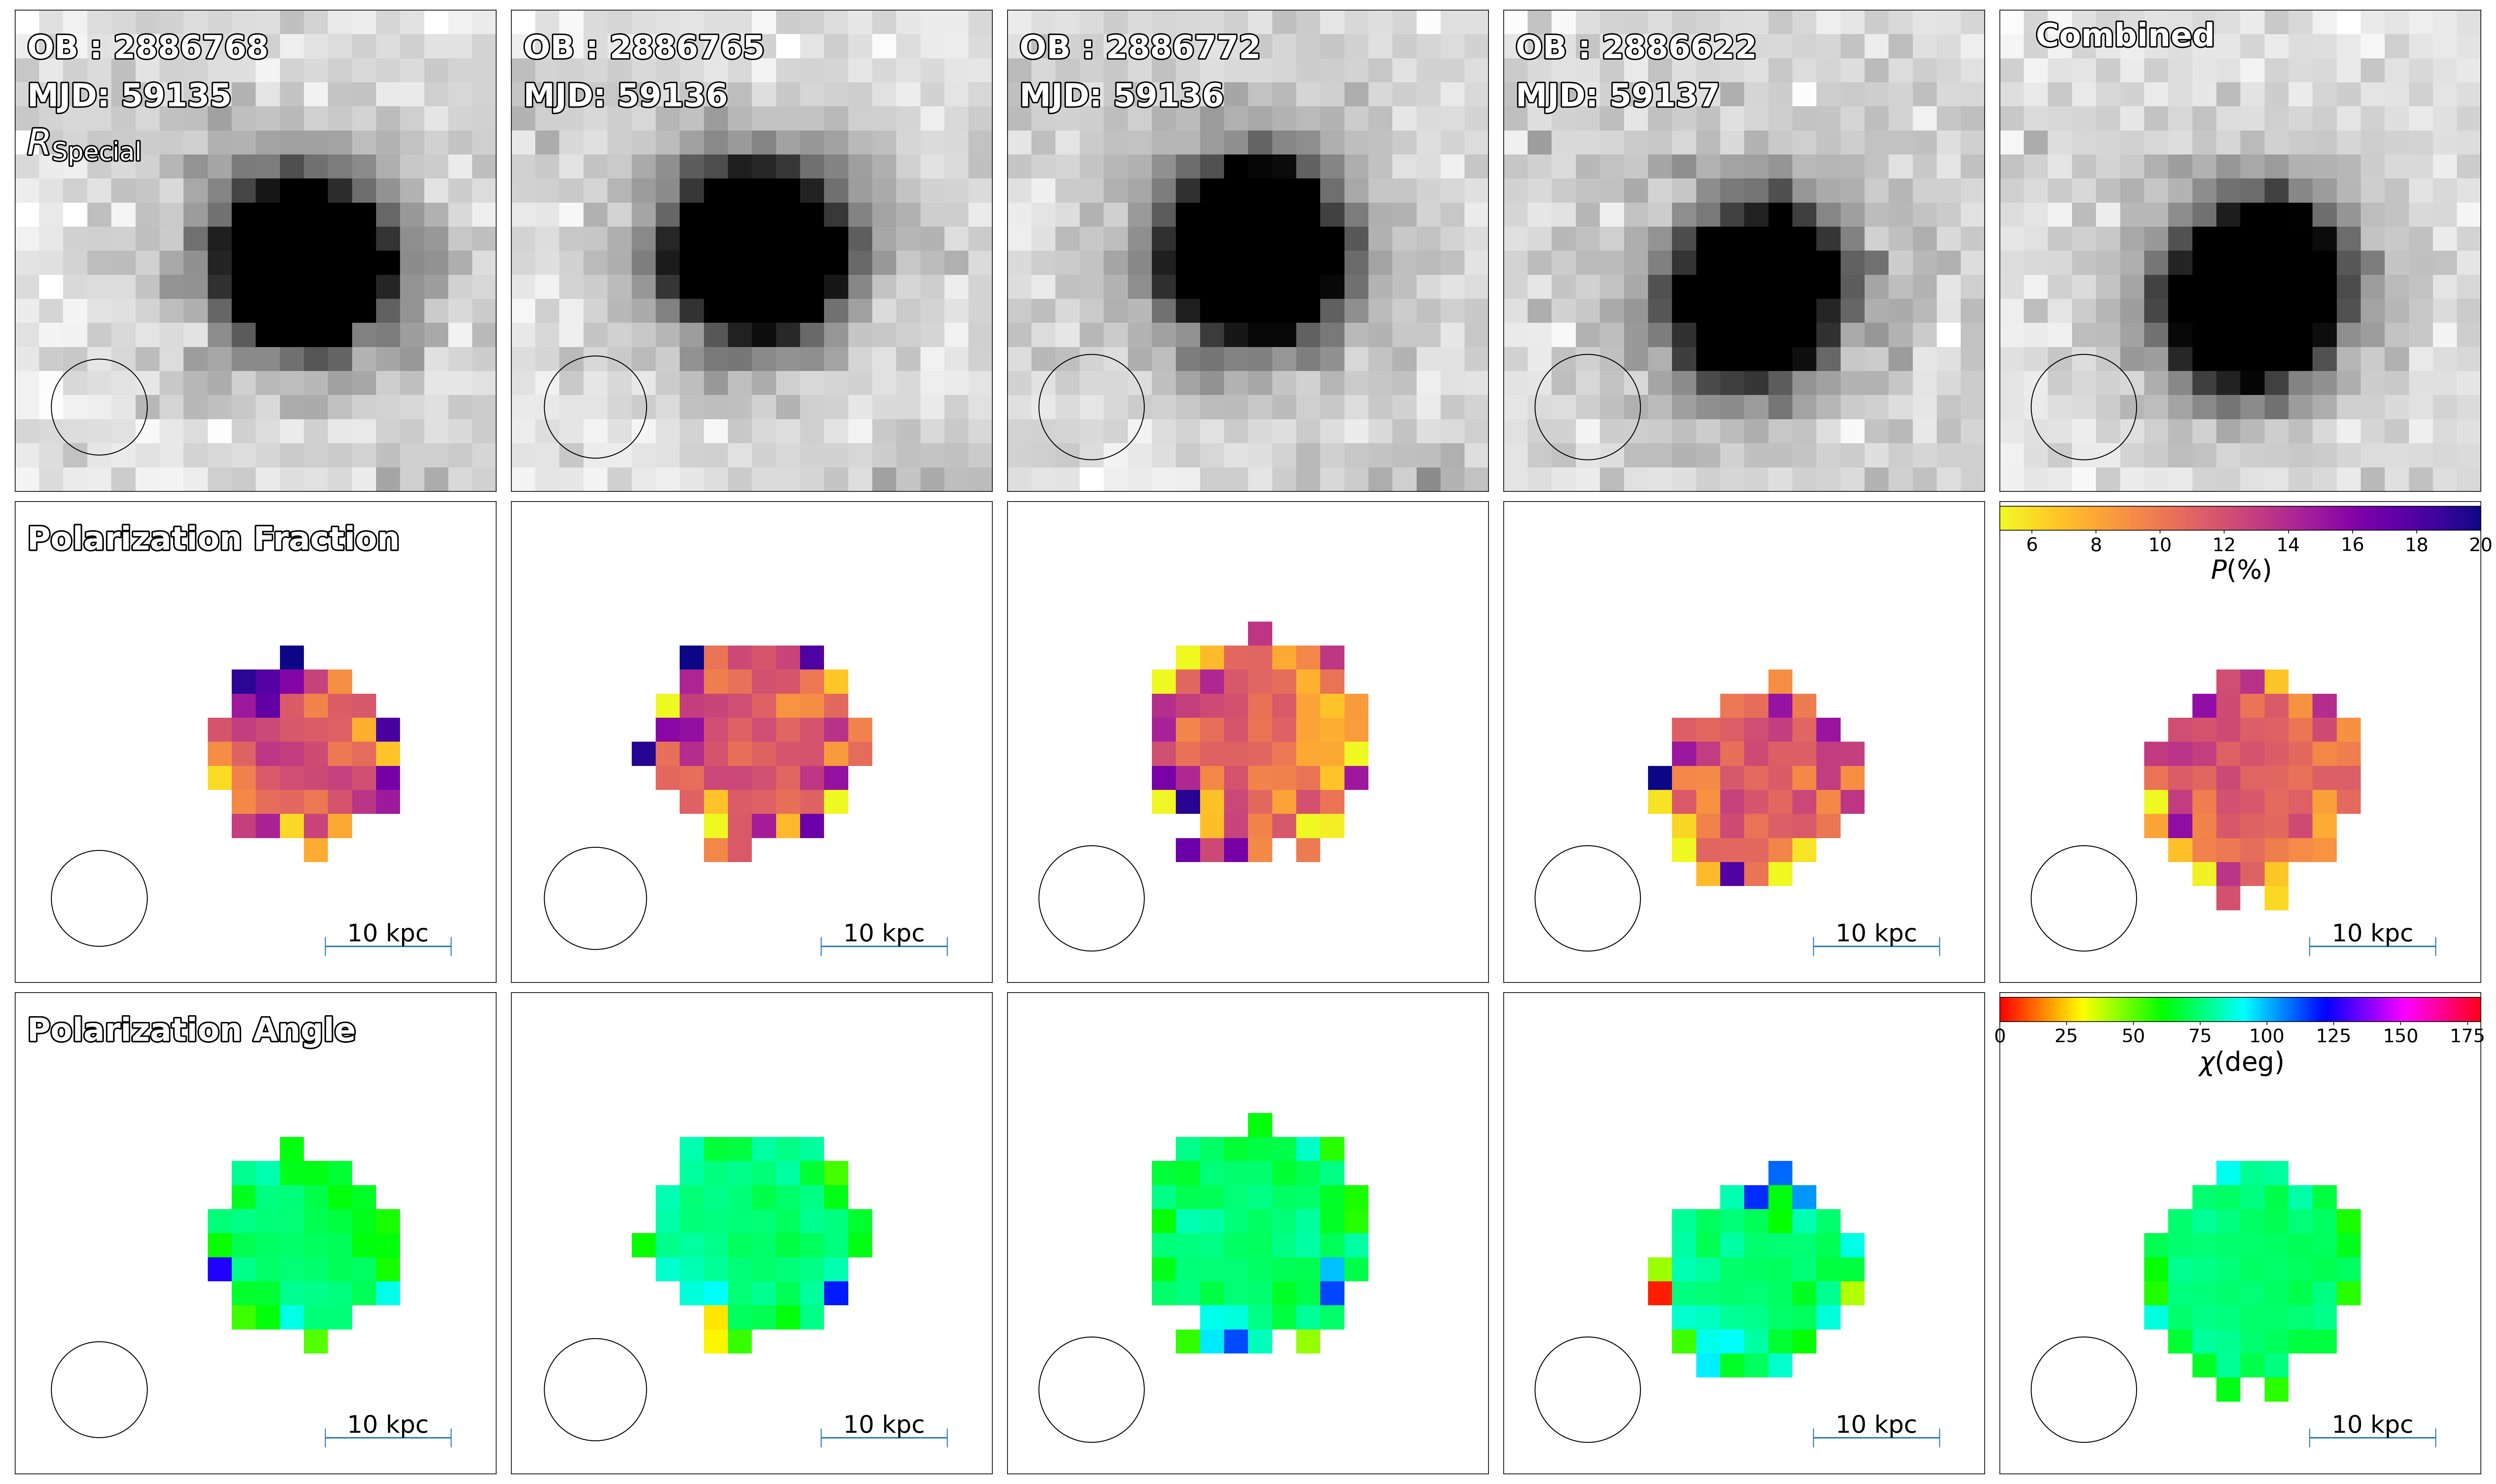 OB : 2886768
MJD: 59135
R_Special
OB : 2886765
MJD: 59136
OB : 2886772
MJD: 59136
OB : 2886622
MJD: 59137
Combined
Polarization Fraction
10 kpc
10 kpc
6 8 10 12 14 16 18 20
P(%)
10 kpc
10 kpc
Polarization Angle
10 kpc
10 kpc
0 25 50 75 100 125 150 175
χ(deg)
10 kpc
10 kpc